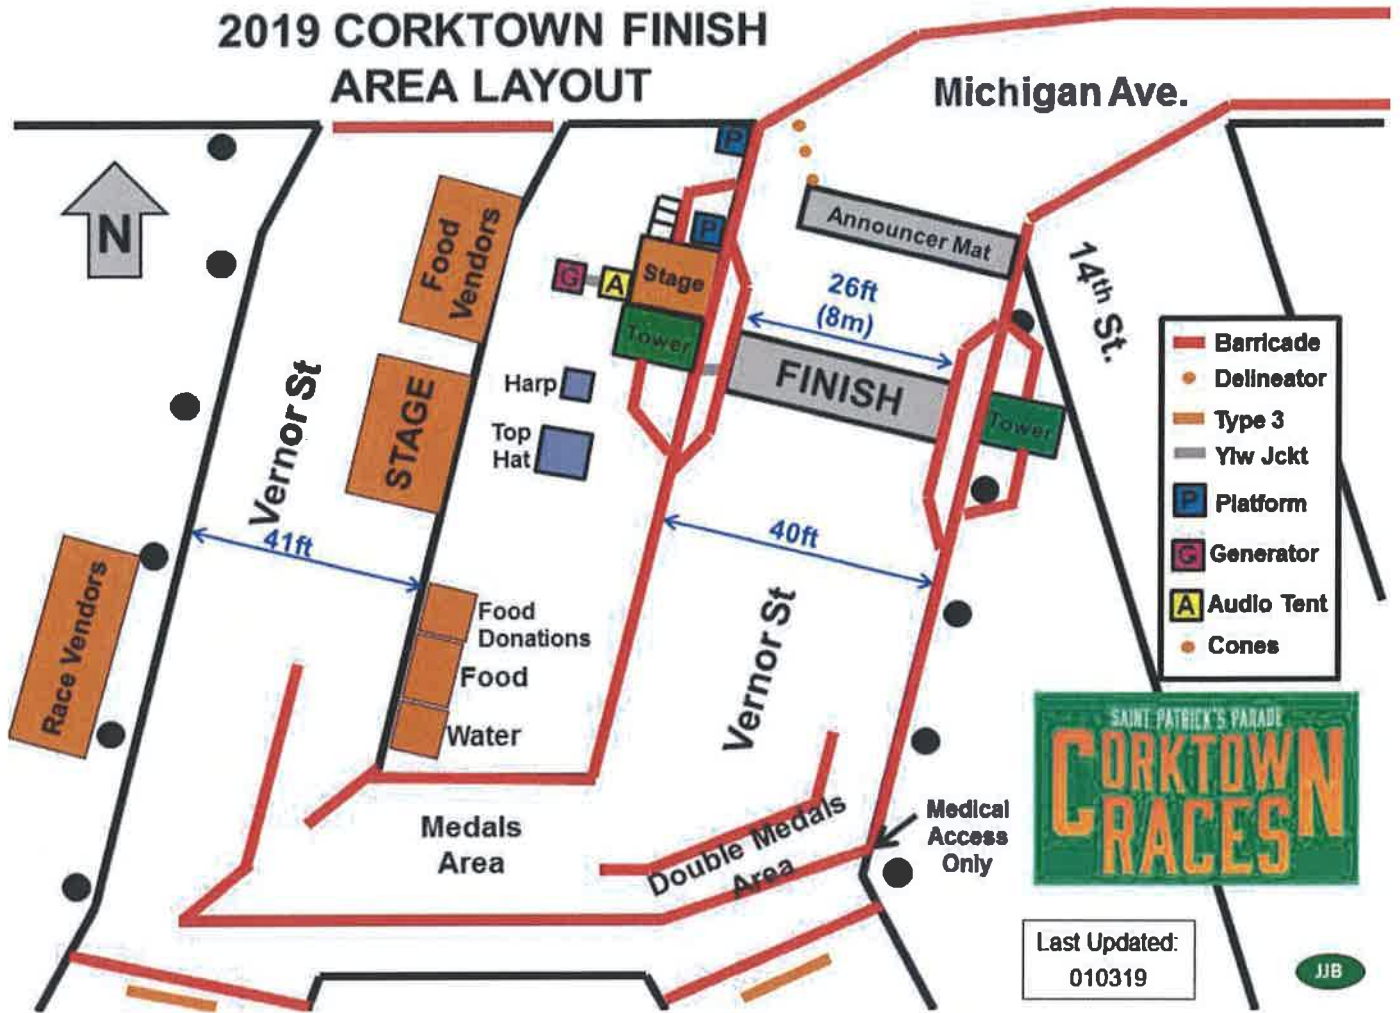 2019 CORKTOWN FINISH
AREA LAYOUT
Michigan Ave.
N
P
Food
Vendors
P
Announcer Mat
14th St.
G
A
Stage
26ft
(8m)
Tower
Harp
FINISH
Vernor St
STAGE
Top
Hat
Tower
Barricade
Delineator
Type 3
Ylw Jckt
P Platform
G Generator
A Audio Tent
Cones
41ft
40ft
Race Vendors
Food
Donations
Food
Water
Vernor St
Medals
Area
Double Medals
Area
Medical
Access
Only
SAINT PATRICK'S PARADE
CORKTOWN
RACES
Last Updated:
010319
JJB